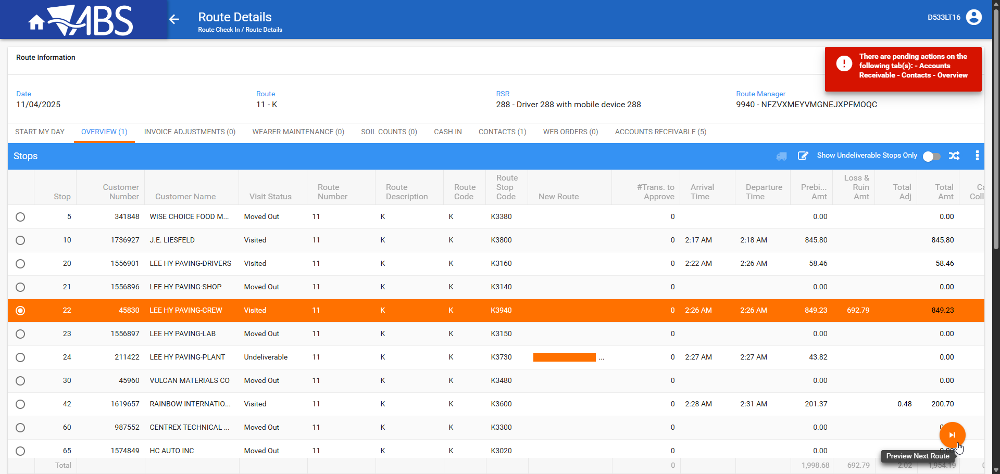 ABS
Route Details
Route Check In / Route Details
D533LT16
Route Information
There are pending actions on the
following tab(s): - Accounts
Receivable - Contacts - Overview
Date
11/04/2025
Route
11 - K
RSR
288 - Driver 288 with mobile device 288
Route Manager
9940 - NFZVXMEYVMGNEJXPFMOQC
START MY DAY OVERVIEW (1) INVOICE ADJUSTMENTS (0) WEARER MAINTENANCE (0) SOIL COUNTS (0) CASH IN CONTACTS (1) WEB ORDERS (0) ACCOUNTS RECEIVABLE (5)
Stops
Show Undeliverable Stops Only
Stop
Customer
Number
Customer Name
Visit Status
Route
Number
Route
Description
Route
Code
Route
Stop
Code
New Route
#Trans. to
Approve
Arrival
Time
Departure
Time
Prebi...
Amt
Loss &
Ruin
Amt
Total
Adj
Total
Amt
Ca
Coll
5 341848 WISE CHOICE FOOD M... Moved Out 11 K K K3380 0 0.00 0.00
10 1736927 J.E. LIESFELD Visited 11 K K K3800 0 2:17 AM 2:18 AM 845.80 845.80
20 1556901 LEE HY PAVING-DRIVERS Visited 11 K K K3160 0 2:22 AM 2:26 AM 58.46 58.46
21 1556896 LEE HY PAVING-SHOP Moved Out 11 K K K3140 0 0.00 0.00
22 45830 LEE HY PAVING-CREW Visited 11 K K K3940 0 2:26 AM 2:26 AM 849.23 692.79 849.23
23 1556897 LEE HY PAVING-LAB Moved Out 11 K K K3150 0 0.00 0.00
24 211422 LEE HY PAVING-PLANT Undeliverable 11 K K K3730 ... 0 2:27 AM 2:27 AM 43.82 0.00
30 45960 VULCAN MATERIALS CO Moved Out 11 K K K3480 0 0.00 0.00
42 1619657 RAINBOW INTERNATIO... Visited 11 K K K3600 0 2:28 AM 2:31 AM 201.37 0.48 200.70
60 987552 CENTREX TECHNICAL ... Moved Out 11 K K K3300 0 0.00
65 1574849 HC AUTO INC Moved Out 11 K K K3020 0 0.00 0.00
Preview Next Route
Total 0 1,998.68 692.79 2.02 1,954.19